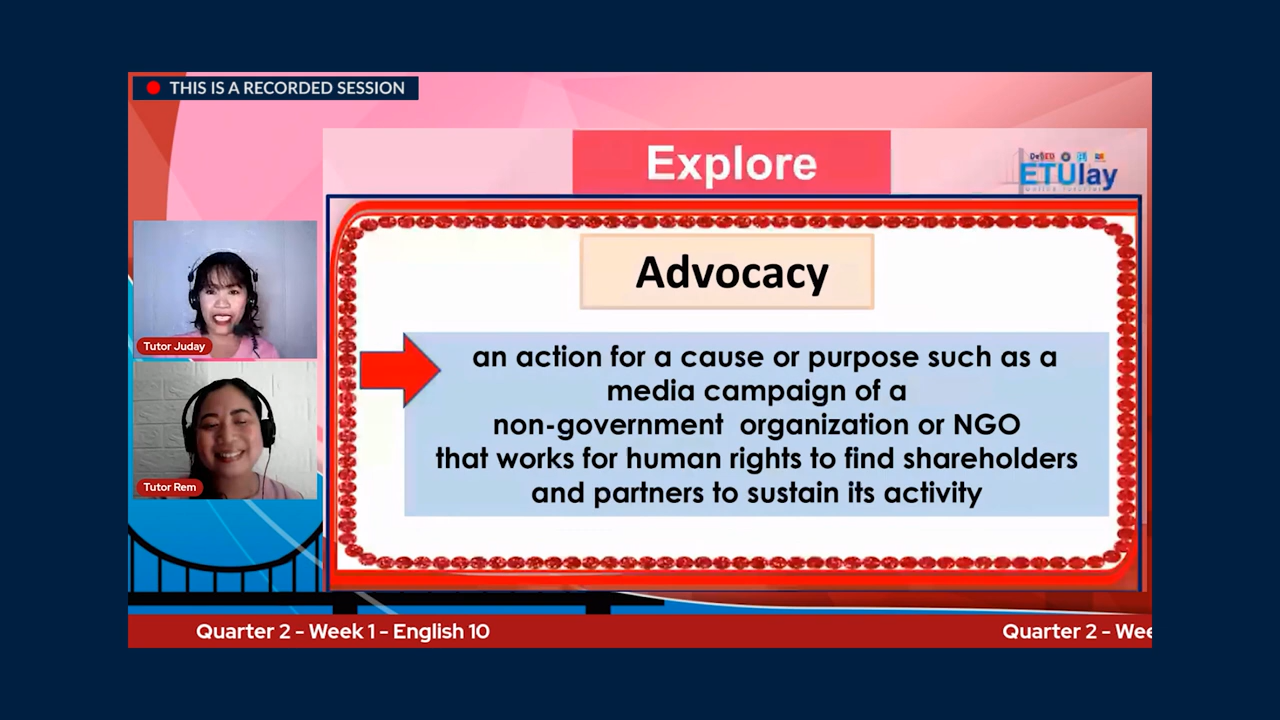 THIS IS A RECORDED SESSION
Explore
DepED
ETUlay
Advocacy
an action for a cause or purpose such as a
media campaign of a
non-government organization or NGO
that works for human rights to find shareholders
and partners to sustain its activity
Tutor Juday
Tutor Rem
Quarter 2 - Week 1 - English 10
Quarter 2 - Wee